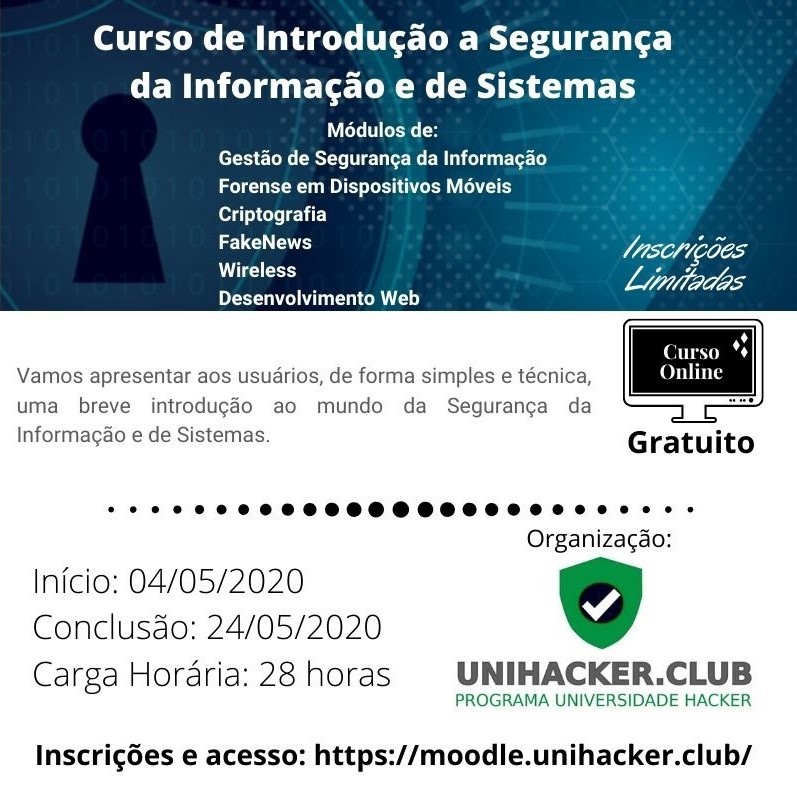 Curso de Introdução a Segurança
da Informação e de Sistemas
Módulos de:
Gestão de Segurança da Informação
Forense em Dispositivos Móveis
Criptografia
FakeNews
Wireless
Desenvolvimento Web
Inscrições
Limitadas
Vamos apresentar aos usuários, de forma simples e técnica,
uma breve introdução ao mundo da Segurança da
Informação e de Sistemas.
Curso
Online
Gratuito
Início: 04/05/2020
Conclusão: 24/05/2020
Carga Horária: 28 horas
Organização:
UNIHACKER.CLUB
PROGRAMA UNIVERSIDADE HACKER
Inscrições e acesso: https://moodle.unihacker.club/